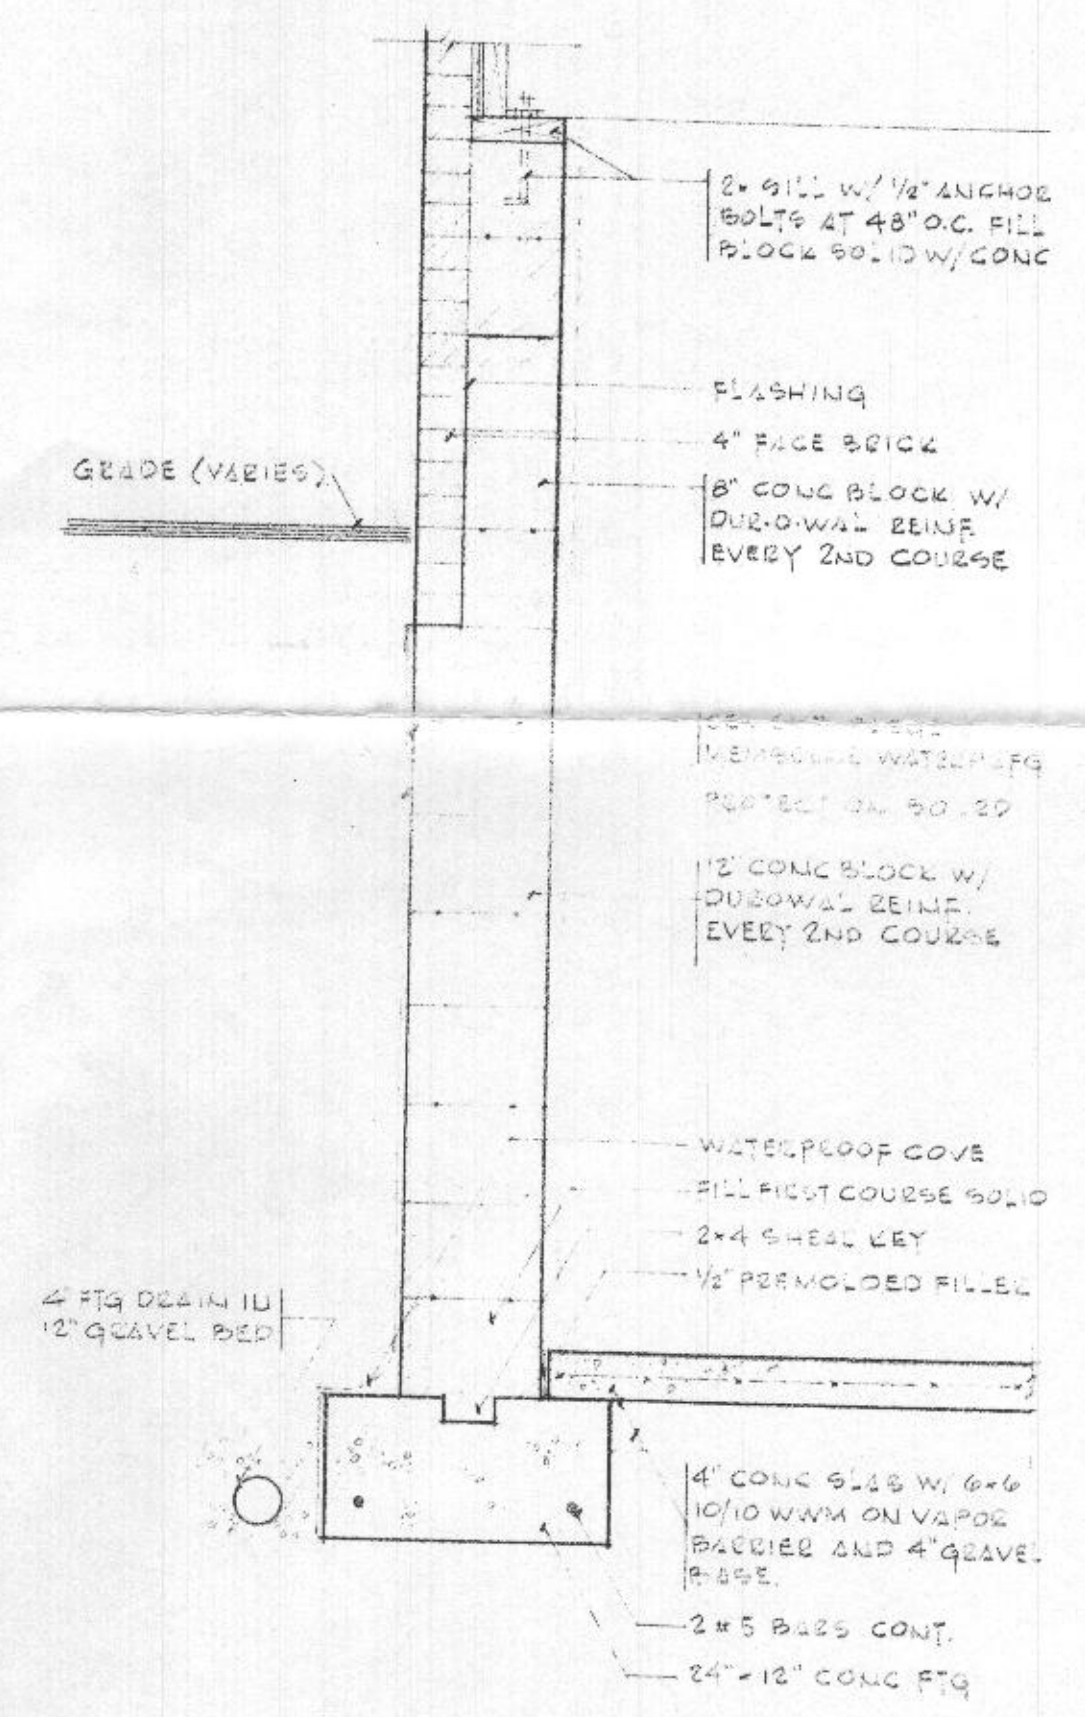 2x SILL W/ 1/2" ANCHOR
BOLTS AT 48" O.C. FILL
BLOCK SOLID W/ CONC
FLASHING
4" FACE BRICK
GRADE (VARIES)
8" CONC BLOCK W/
DUR-O-WAL REINF
EVERY 2ND COURSE
MEMBRANE WATERPRFG
PROTECTION BOARD
12" CONC BLOCK W/
DUROWAL REINF.
EVERY 2ND COURSE
WATERPROOF COVE
FILL FIRST COURSE SOLID
2x4 SHEAR KEY
1/2" PREMOLDED FILLER
4" FTG DRAIN IN
12" GRAVEL BED
4" CONC SLAB W/ 6x6
10/10 WWM ON VAPOR
BARRIER AND 4" GRAVEL
BASE.
2 #5 BARS CONT.
24" x 12" CONC FTG